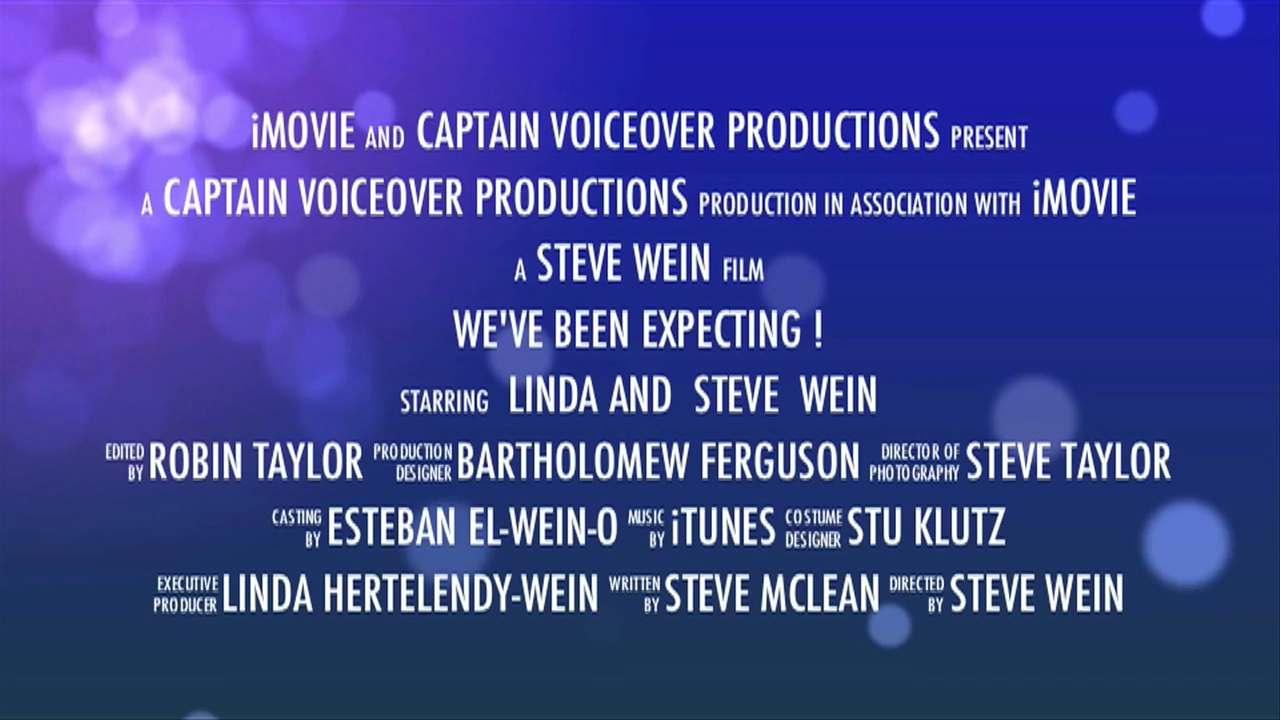 iMOVIE AND CAPTAIN VOICEOVER PRODUCTIONS PRESENT
A CAPTAIN VOICEOVER PRODUCTIONS PRODUCTION IN ASSOCIATION WITH iMOVIE
A STEVE WEIN FILM
WE'VE BEEN EXPECTING !
STARRING LINDA AND STEVE WEIN
EDITED BY ROBIN TAYLOR PRODUCTION DESIGNER BARTHOLOMEW FERGUSON DIRECTOR OF PHOTOGRAPHY STEVE TAYLOR
CASTING BY ESTEBAN EL-WEIN-O MUSIC BY iTUNES COSTUME DESIGNER STU KLUTZ
EXECUTIVE PRODUCER LINDA HERTELENDY-WEIN WRITTEN BY STEVE MCLEAN DIRECTED BY STEVE WEIN